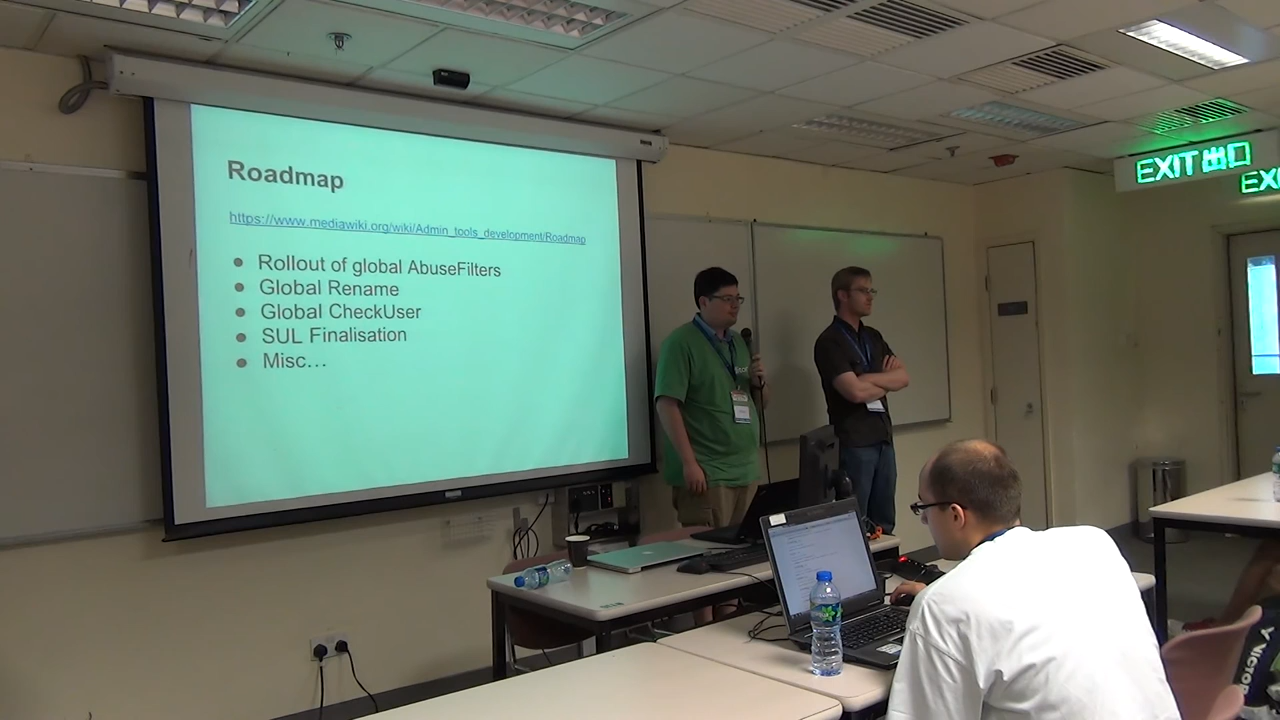 Roadmap
https://www.mediawiki.org/wiki/Admin_tools_development/Roadmap
Rollout of global AbuseFilters
Global Rename
Global CheckUser
SUL Finalisation
Misc…
EXIT 出口
EX